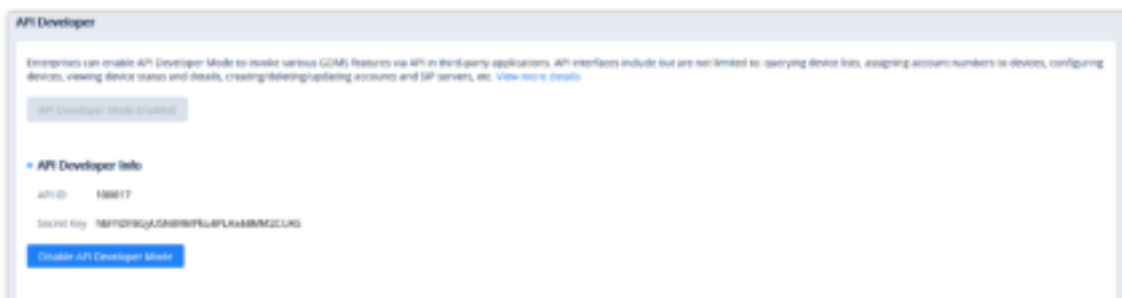 API Developer
Enterprises can enable API Developer Mode to invoke various GDMS features via API in third-party applications. API interfaces include but are not limited to: querying device lists, assigning account numbers to devices, configuring
devices, viewing device status and details, creating/deleting/updating accounts and SIP servers, etc. View more details
API Developer Mode Enabled
API Developer Info
API ID 100017
Secret Key
Disable API Developer Mode